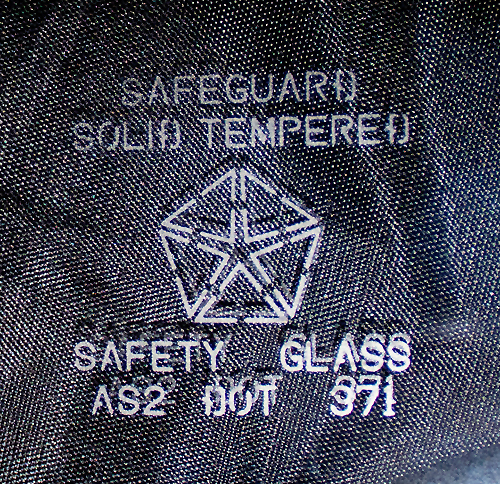 SAFEGUARD
SOLID TEMPERED
SAFETY GLASS
AS2 DOT 371